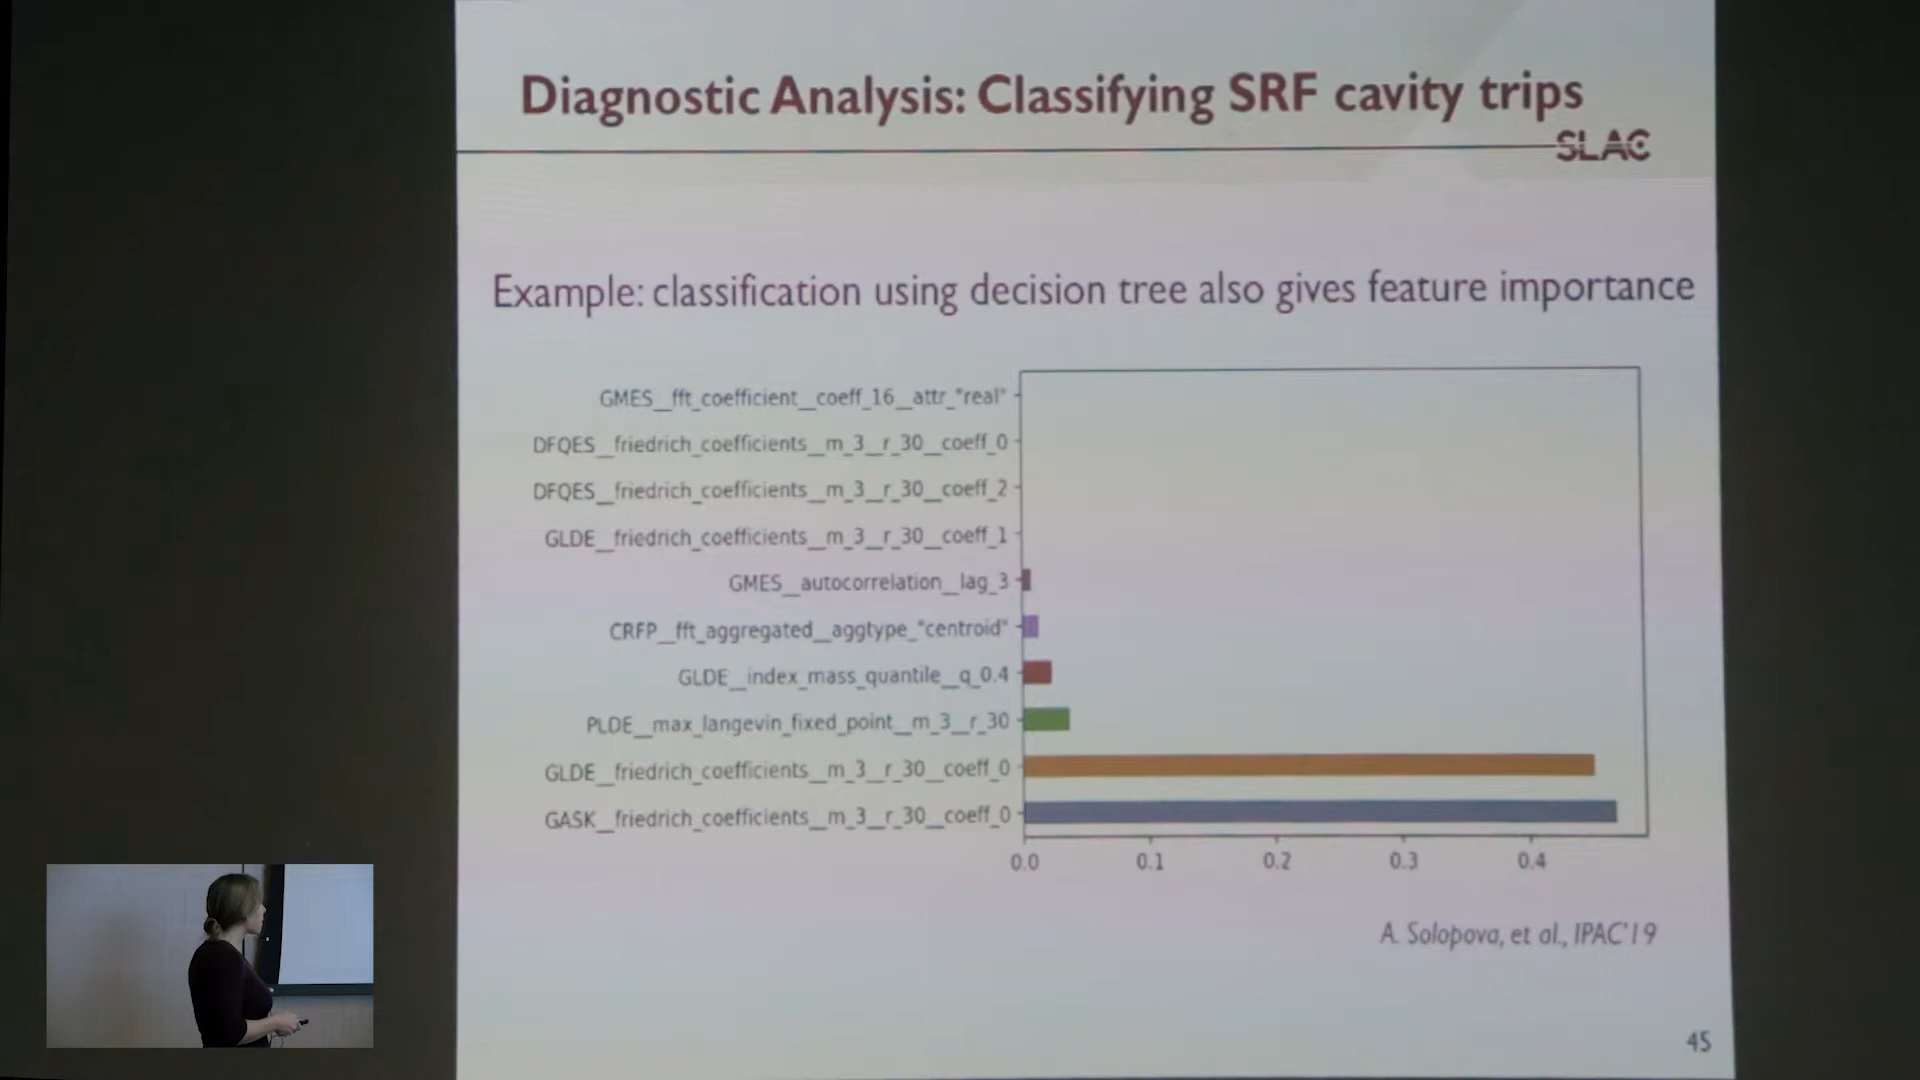 Diagnostic Analysis: Classifying SRF cavity trips
SLAC
Example: classification using decision tree also gives feature importance
GMES__fft_coefficient__coeff_16__attr_"real"
DFQES__friedrich_coefficients__m_3__r_30__coeff_0
DFQES__friedrich_coefficients__m_3__r_30__coeff_2
GLDE__friedrich_coefficients__m_3__r_30__coeff_1
GMES__autocorrelation__lag_3
CRFP__fft_aggregated__aggtype_"centroid"
GLDE__index_mass_quantile__q_0.4
PLDE__max_langevin_fixed_point__m_3__r_30
GLDE__friedrich_coefficients__m_3__r_30__coeff_0
GASK__friedrich_coefficients__m_3__r_30__coeff_0
0.0 0.1 0.2 0.3 0.4
A. Solopova, et al., IPAC'19
45